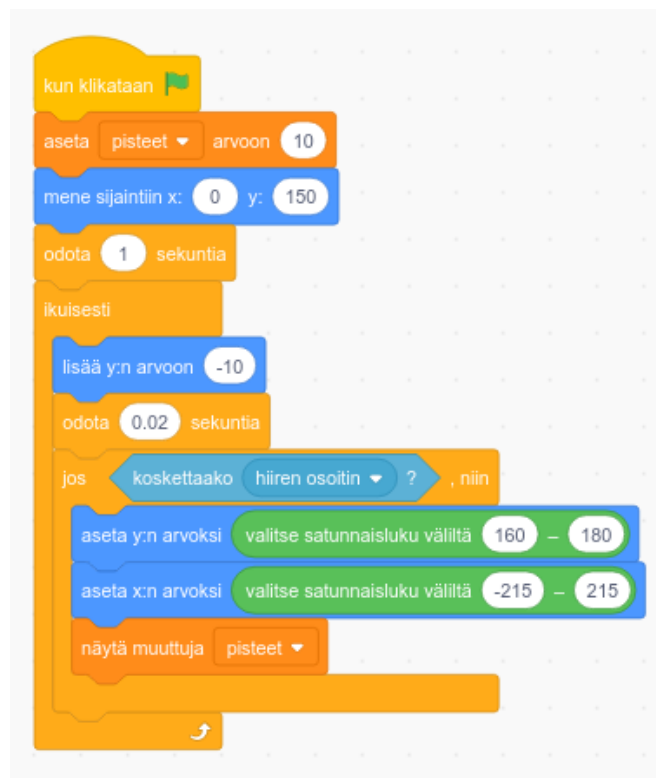 kun klikataan
aseta pisteet arvoon 10
mene sijaintiin x: 0 y: 150
odota 1 sekuntia
ikuisesti
lisää y:n arvoon -10
odota 0.02 sekuntia
jos koskettaako hiiren osoitin ? , niin
aseta y:n arvoksi valitse satunnaisluku väliltä 160 – 180
aseta x:n arvoksi valitse satunnaisluku väliltä -215 – 215
näytä muuttuja pisteet